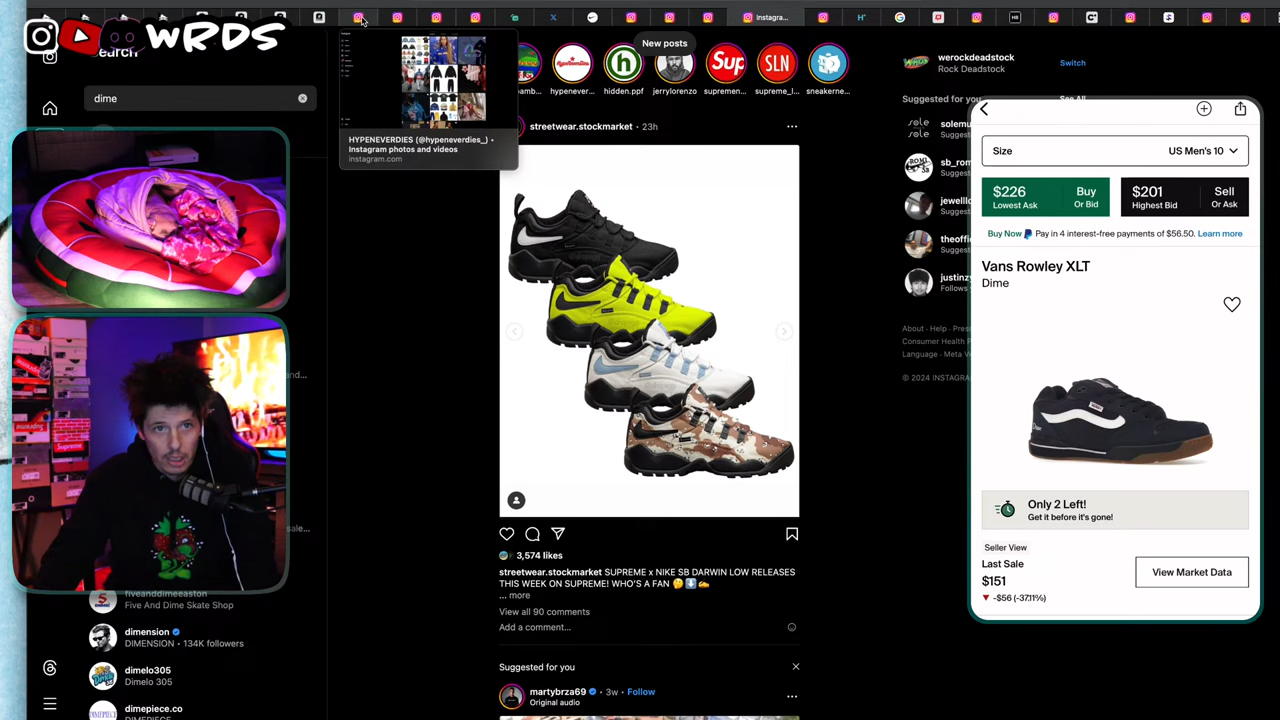 WRDS
Instagra...
Search
dime
HYPENEVERDIES (@hypeneverdies_) •
Instagram photos and videos
instagram.com
New posts
hypenever...
hidden.ppf
jerrylorenzo
supremen...
supreme_l...
sneakerne...
streetwear.stockmarket • 23h
3,574 likes
streetwear.stockmarket SUPREME x NIKE SB DARWIN LOW RELEASES
THIS WEEK ON SUPREME! WHO'S A FAN
... more
View all 90 comments
Add a comment...
Suggested for you
martybrza69 • 3w • Follow
Original audio
fiveanddimeeaston
Five And Dime Skate Shop
dimension
DIMENSION • 134K followers
dimelo305
Dimelo 305
dimepiece.co
DIMEPIECE
werockdeadstock
Rock Deadstock
Switch
Suggested for you
See All
Size
US Men's 10
$226
Lowest Ask
Buy
Or Bid
$201
Highest Bid
Sell
Or Ask
Buy Now Pay in 4 interest-free payments of $56.50. Learn more
Vans Rowley XLT
Dime
Only 2 Left!
Get it before it's gone!
Seller View
Last Sale
$151
-$56 (-37.11%)
View Market Data
© 2024 INSTAGRA